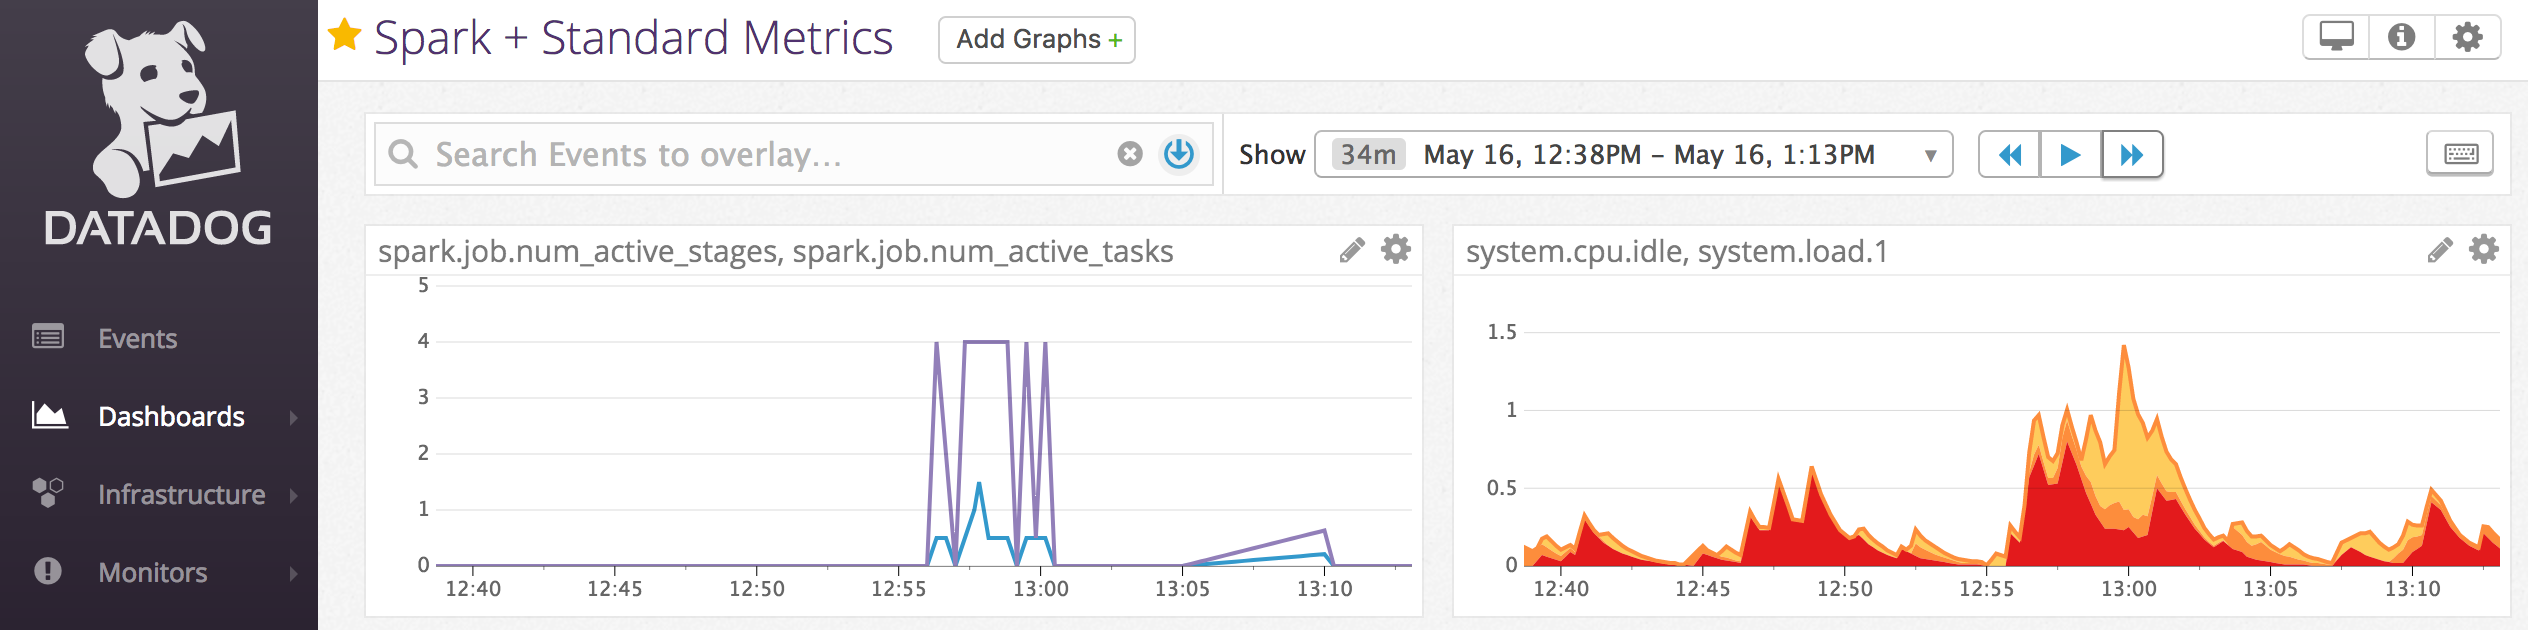 Spark + Standard Metrics
Add Graphs +
DATADOG
Events
Dashboards
Infrastructure
Monitors
Search Events to overlay...
Show
34m May 16, 12:38PM – May 16, 1:13PM
spark.job.num_active_stages, spark.job.num_active_tasks
5
4
3
2
1
0
12:40 12:45 12:50 12:55 13:00 13:05 13:10
system.cpu.idle, system.load.1
1.5
1
0.5
0
12:40 12:45 12:50 12:55 13:00 13:05 13:10